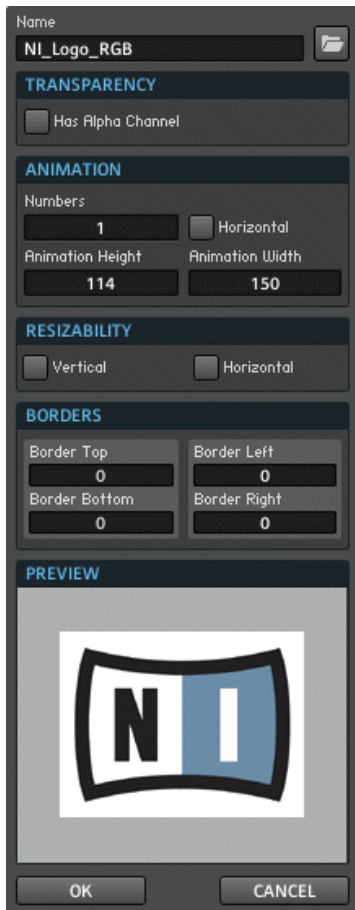 Name
NI_Logo_RGB
TRANSPARENCY
Has Alpha Channel
ANIMATION
Numbers
1 Horizontal
Animation Height Animation Width
114 150
RESIZABILITY
Vertical Horizontal
BORDERS
Border Top Border Left
0 0
Border Bottom Border Right
0 0
PREVIEW
NI
OK CANCEL